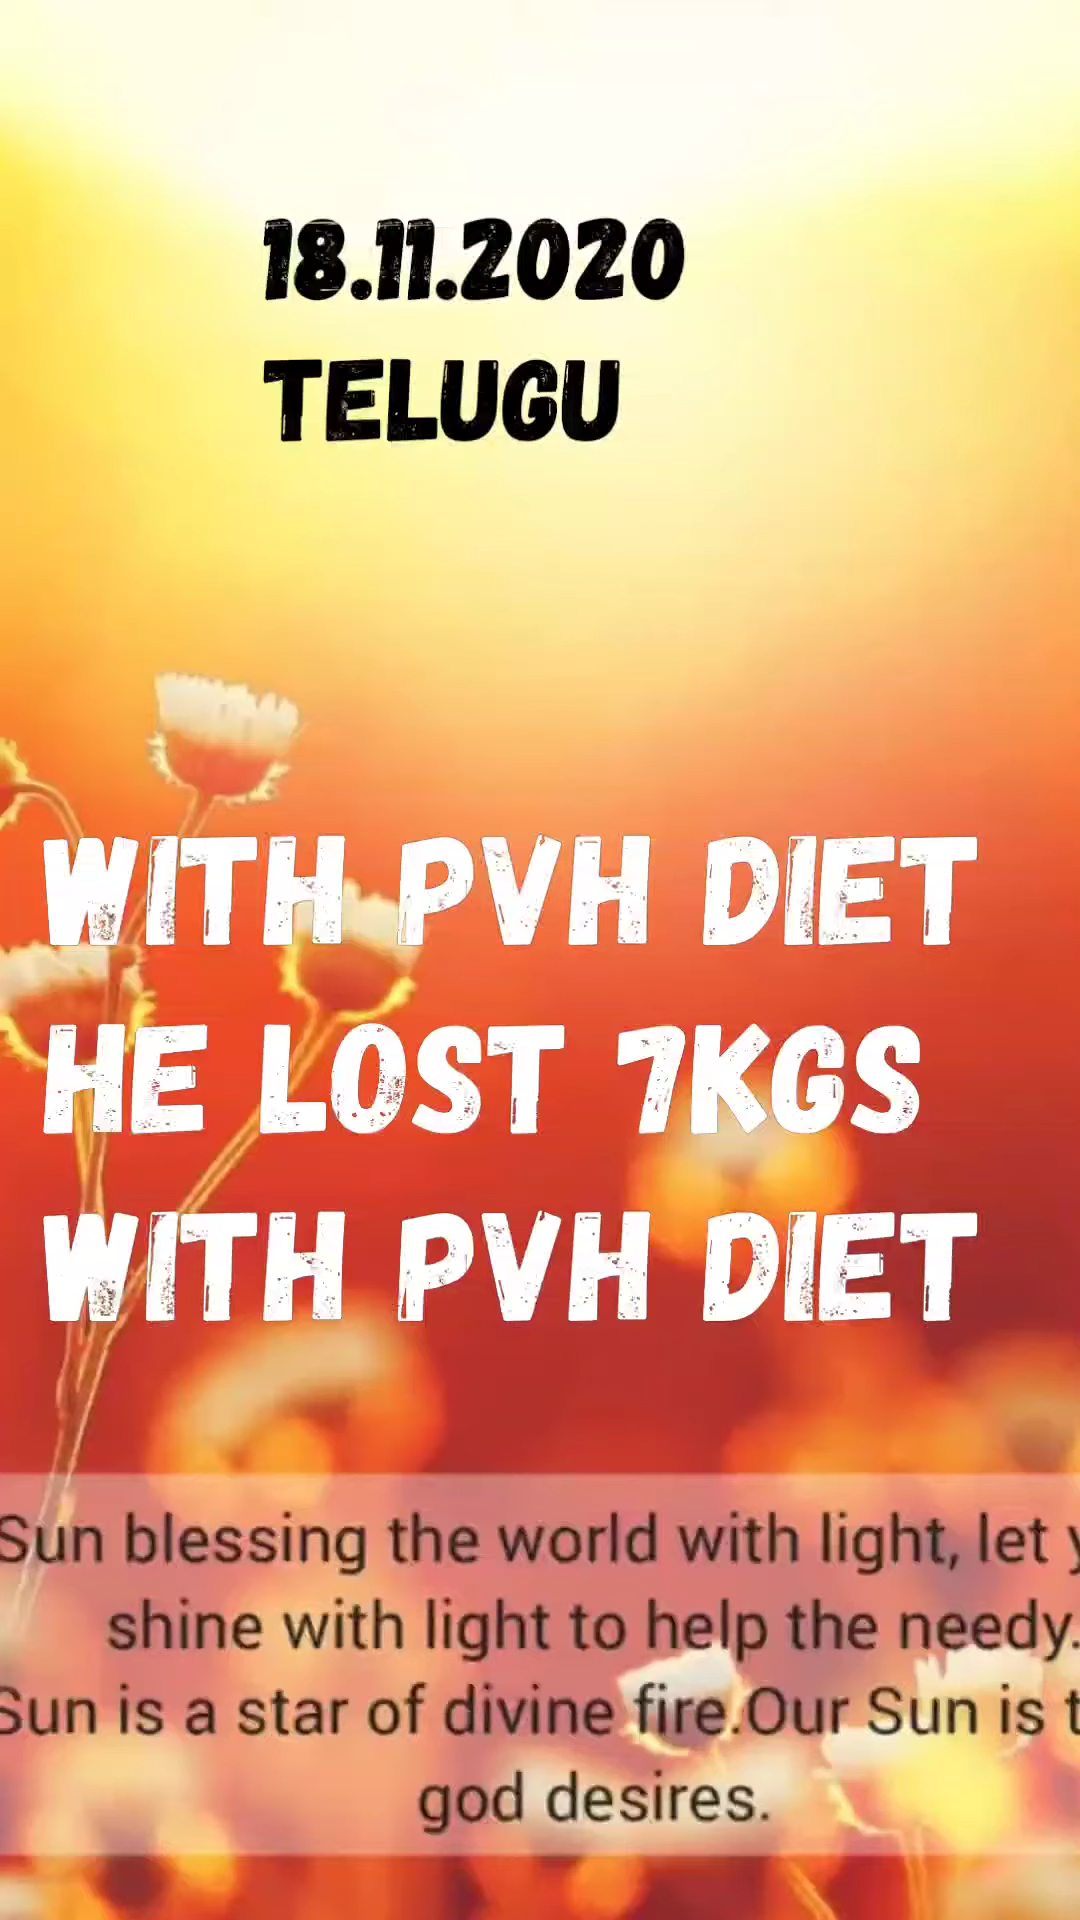 18.11.2020
TELUGU
WITH PVH DIET
HE LOST 7KGS
WITH PVH DIET
Sun blessing the world with light, let
shine with light to help the needy.
Sun is a star of divine fire.Our Sun is
god desires.